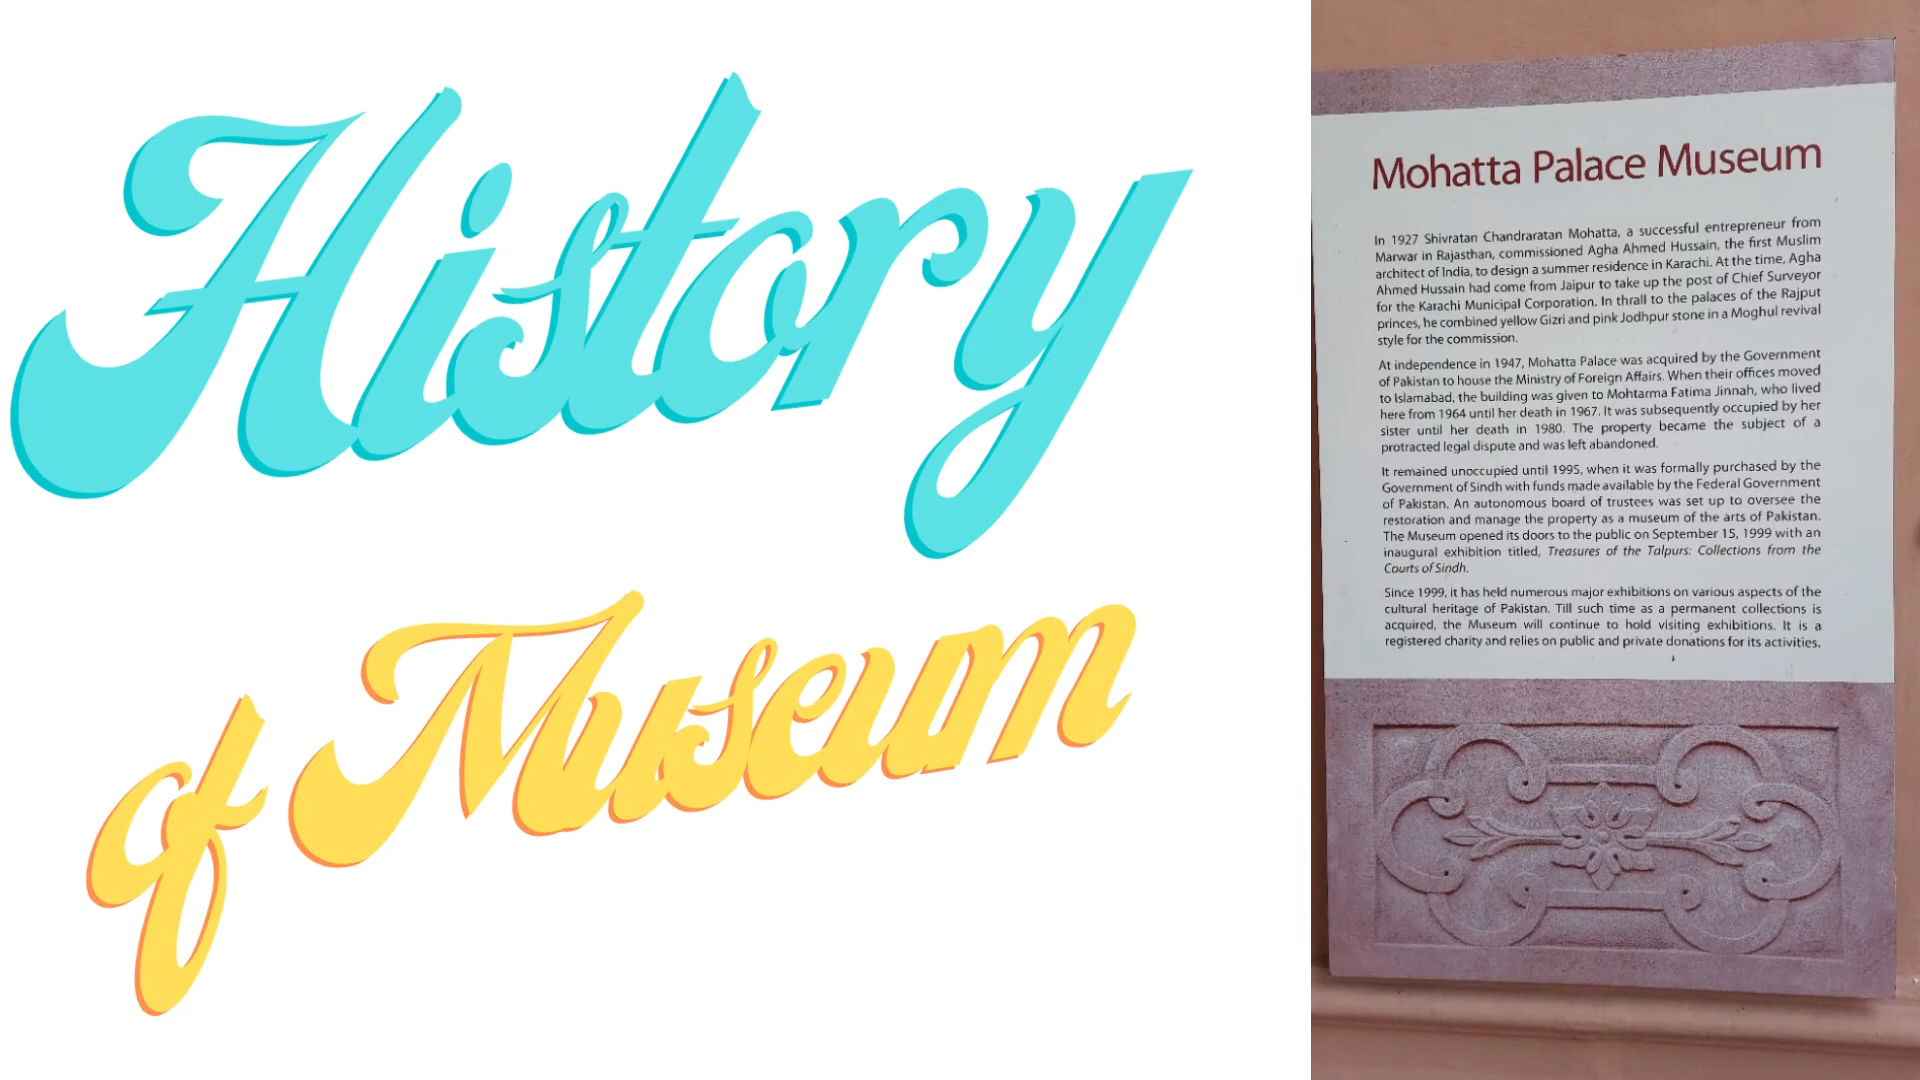 History
of Museum
Mohatta Palace Museum
In 1927 Shivratan Chandraratan Mohatta, a successful entrepreneur from
Marwar in Rajasthan, commissioned Agha Ahmed Hussain, the first Muslim
architect of India, to design a summer residence in Karachi. At the time, Agha
Ahmed Hussain had come from Jaipur to take up the post of Chief Surveyor
for the Karachi Municipal Corporation. In thrall to the palaces of the Rajput
princes, he combined yellow Gizri and pink Jodhpur stone in a Moghul revival
style for the commission.
At independence in 1947, Mohatta Palace was acquired by the Government
of Pakistan to house the Ministry of Foreign Affairs. When their offices moved
to Islamabad, the building was given to Mohtarma Fatima Jinnah, who lived
here from 1964 until her death in 1967. It was subsequently occupied by her
sister until her death in 1980. The property became the subject of a
protracted legal dispute and was left abandoned.
It remained unoccupied until 1995, when it was formally purchased by the
Government of Sindh with funds made available by the Federal Government
of Pakistan. An autonomous board of trustees was set up to oversee the
restoration and manage the property as a museum of the arts of Pakistan.
The Museum opened its doors to the public on September 15, 1999 with an
inaugural exhibition titled, Treasures of the Talpurs: Collections from the
Courts of Sindh.
Since 1999, it has held numerous major exhibitions on various aspects of the
cultural heritage of Pakistan. Till such time as a permanent collections is
acquired, the Museum will continue to hold visiting exhibitions. It is a
registered charity and relies on public and private donations for its activities.